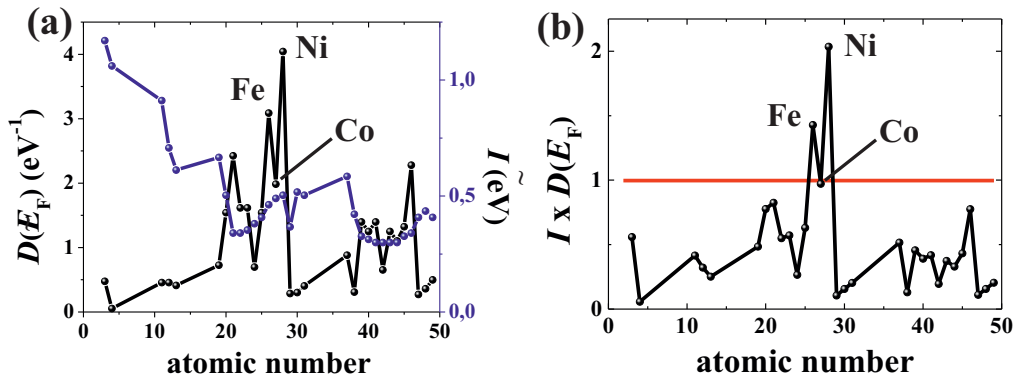 (a)
D(E_F) (eV⁻¹)
4
3
2
1
0
Ni
Fe
Co
1,0
0,5
0,0
Ĩ (eV)
0 10 20 30 40 50
atomic number
(b)
I x D(E_F)
2
1
0
Ni
Fe
Co
0 10 20 30 40 50
atomic number